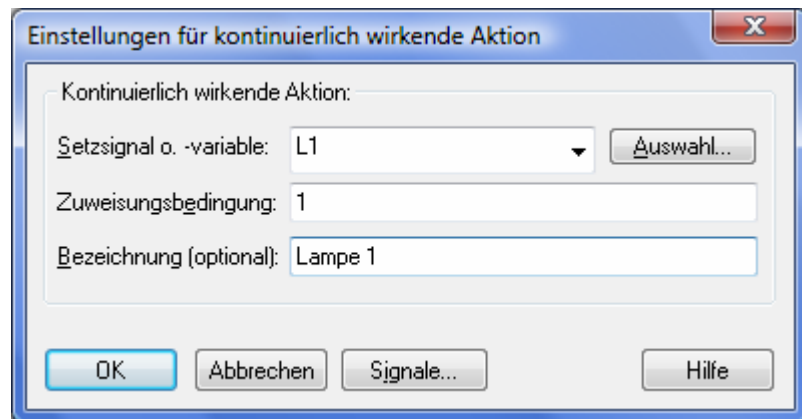 Einstellungen für kontinuierlich wirkende Aktion
Kontinuierlich wirkende Aktion:
Setzsignal o. -variable: L1 Auswahl...
Zuweisungsbedingung: 1
Bezeichnung (optional): Lampe 1
OK Abbrechen Signale... Hilfe